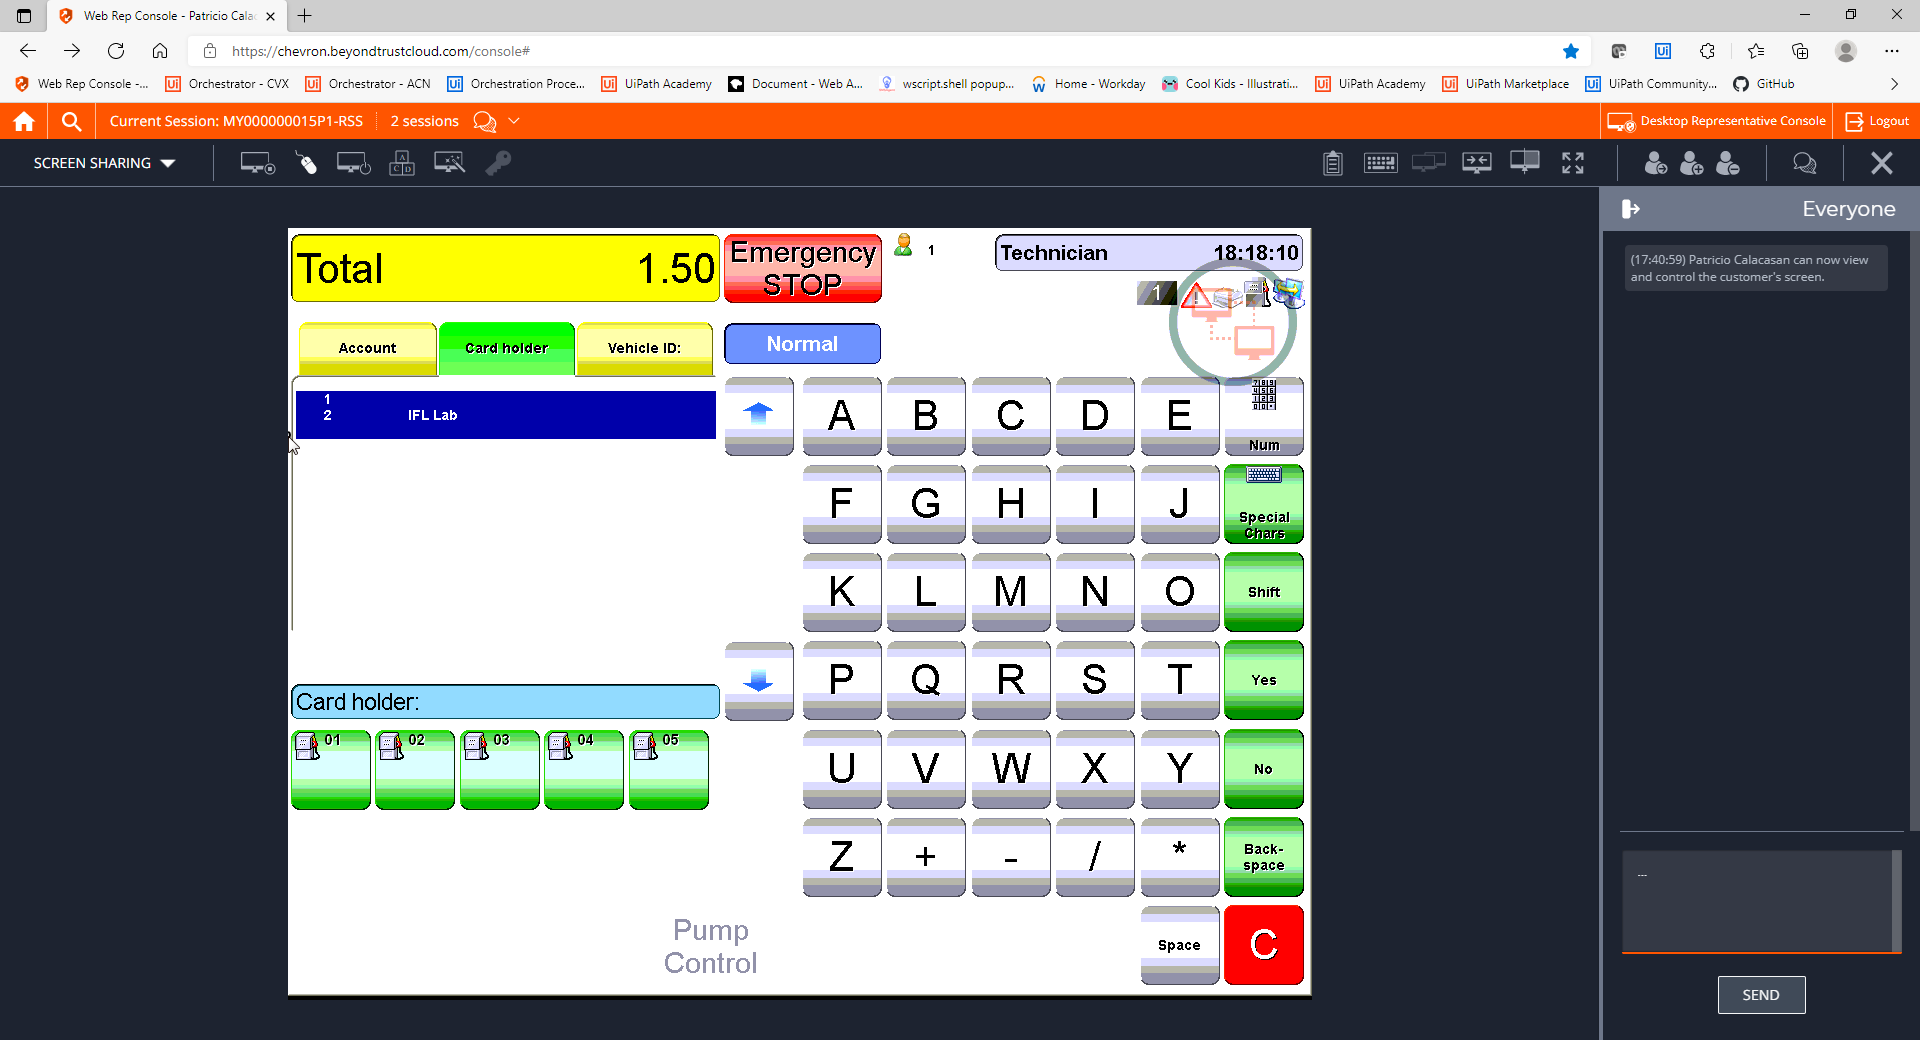 Web Rep Console - Patricio Cala
https://chevron.beyondtrustcloud.com/console#
Web Rep Console -...
Orchestrator - CVX
Orchestrator - ACN
Orchestration Proce...
UiPath Academy
Document - Web A...
wscript.shell popup...
Home - Workday
Cool Kids - Illustrati...
UiPath Academy
UiPath Marketplace
UiPath Community...
GitHub
Current Session: MY000000015P1-RSS
2 sessions
Desktop Representative Console
Logout
SCREEN SHARING
Everyone
(17:40:59) Patricio Calacasan can now view
and control the customer's screen.
Total 1.50
Emergency
STOP
1
Technician 18:18:10
1
Account
Card holder
Vehicle ID:
Normal
1
2 IFL Lab
A B C D E
Num
F G H I J
Special
Chars
K L M N O
Shift
P Q R S T
Yes
Card holder:
01 02 03 04 05
U V W X Y
No
Z + - / *
Back-
space
Pump
Control
Space
C
SEND